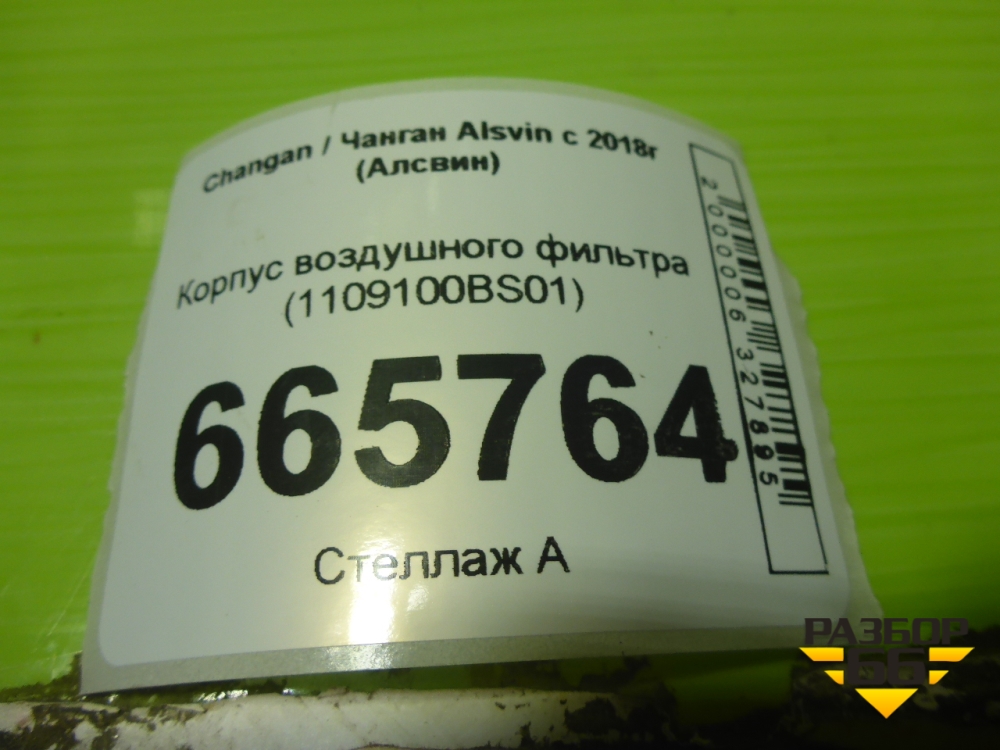 Changan / Чанган Alsvin с 2018г
(Алсвин)
Корпус воздушного фильтра
(1109100BS01)
665764
Стеллаж А
2000006327895
РАЗБОР
66